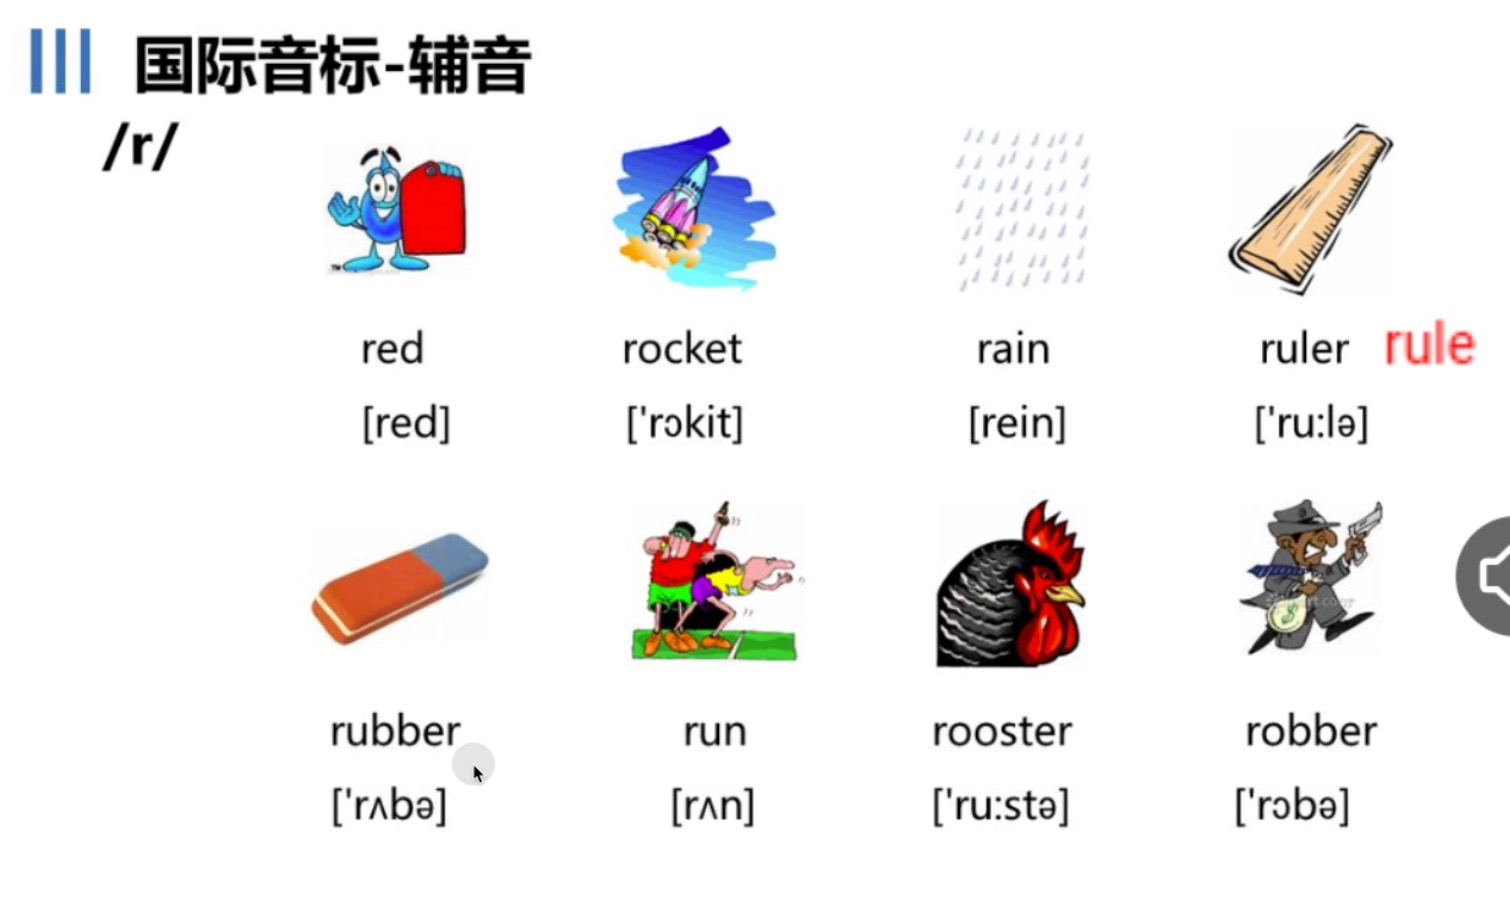 国际音标-辅音
/r/
red rocket rain ruler rule
[red] ['rɔkit] [rein] ['ru:lə]
rubber run rooster robber
['rʌbə] [rʌn] ['ru:stə] ['rɔbə]